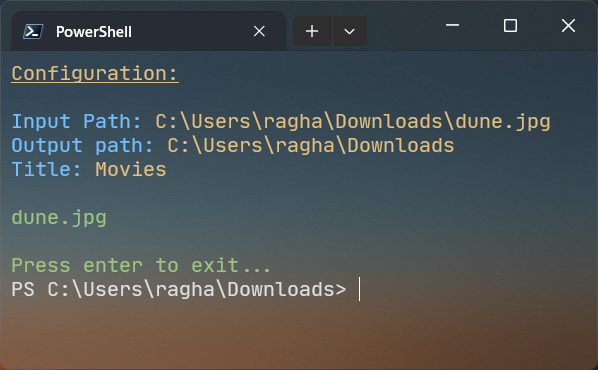 PowerShell
Configuration:
Input Path: C:\Users\ragha\Downloads\dune.jpg
Output path: C:\Users\ragha\Downloads
Title: Movies
dune.jpg
Press enter to exit...
PS C:\Users\ragha\Downloads>